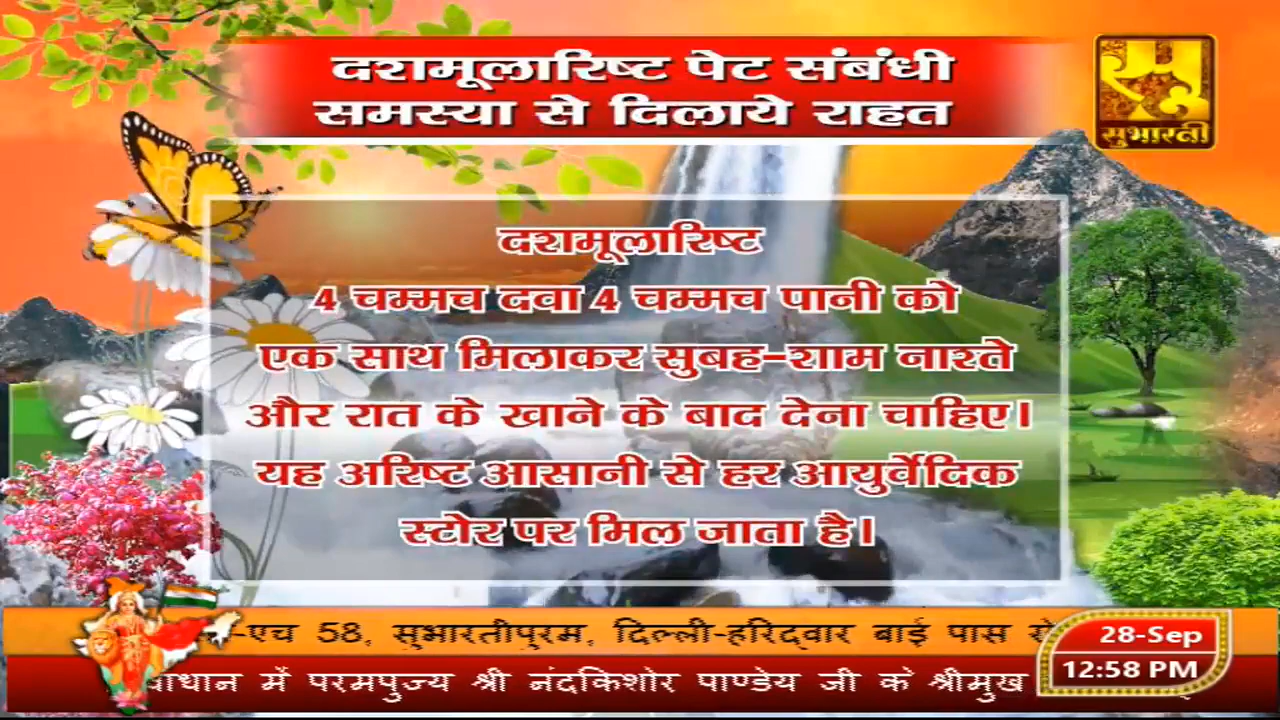 दशमूलारिष्ट पेट संबंधी
समस्या से दिलाये राहत
सुभारती
दशमूलारिष्ट
4 चम्मच दवा 4 चम्मच पानी को
एक साथ मिलाकर सुबह-शाम नाश्ते
और रात के खाने के बाद देना चाहिए।
यह अरिष्ट आसानी से हर आयुर्वेदिक
स्टोर पर मिल जाता है।
-एच 58, सुभारतीपुरम, दिल्ली-हरिद्वार बाई पास
28-Sep
12:58 PM
में परमपुज्य श्री नंदकिशोर पाण्डेय जी के श्रीमुख